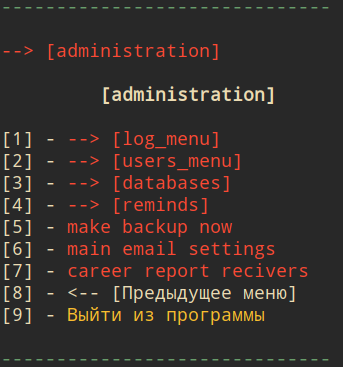 ------------------------------
--> [administration]
[administration]
[1] - --> [log_menu]
[2] - --> [users_menu]
[3] - --> [databases]
[4] - --> [reminds]
[5] - make backup now
[6] - main email settings
[7] - career report recivers
[8] - <-- [Предыдущее меню]
[9] - Выйти из программы
------------------------------